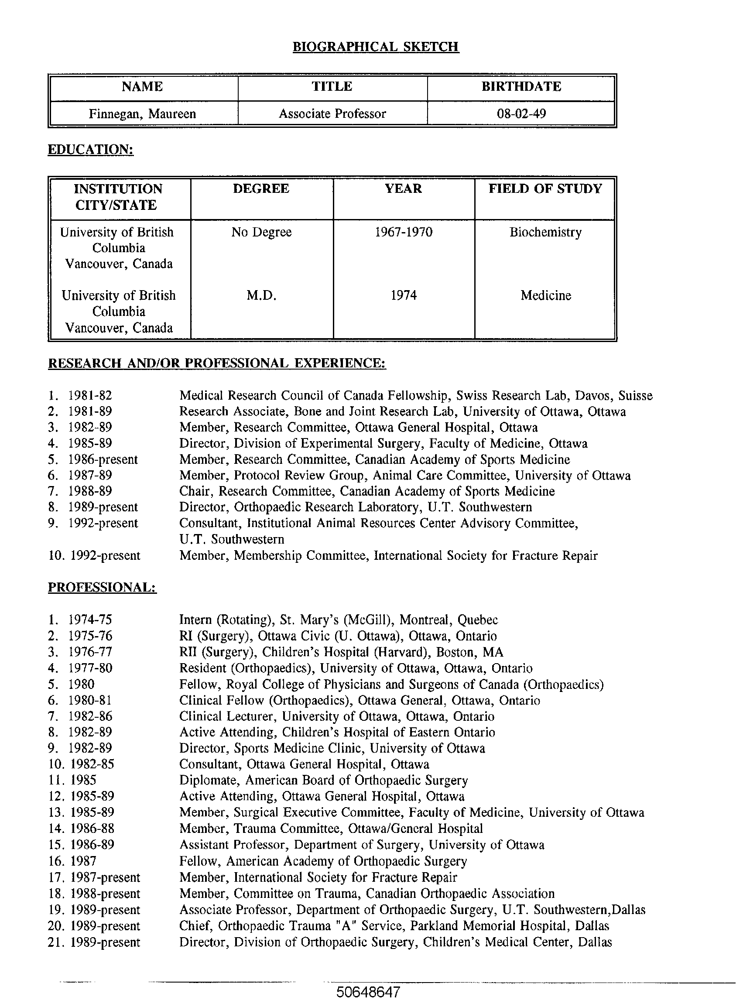 BIOGRAPHICAL SKETCH
NAME TITLE BIRTHDATE
Finnegan, Maureen Associate Professor 08-02-49
EDUCATION:
INSTITUTION DEGREE YEAR FIELD OF STUDY
CITY/STATE
University of British No Degree 1967-1970 Biochemistry
Columbia
Vancouver, Canada
University of British M.D. 1974 Medicine
Columbia
Vancouver, Canada
RESEARCH AND/OR PROFESSIONAL EXPERIENCE:
1. 1981-82 Medical Research Council of Canada Fellowship, Swiss Research Lab, Davos, Suisse
2. 1981-89 Research Associate, Bone and Joint Research Lab, University of Ottawa, Ottawa
3. 1982-89 Member, Research Committee, Ottawa General Hospital, Ottawa
4. 1985-89 Director, Division of Experimental Surgery, Faculty of Medicine, Ottawa
5. 1986-present Member, Research Committee, Canadian Academy of Sports Medicine
6. 1987-89 Member, Protocol Review Group, Animal Care Committee, University of Ottawa
7. 1988-89 Chair, Research Committee, Canadian Academy of Sports Medicine
8. 1989-present Director, Orthopaedic Research Laboratory, U.T. Southwestern
9. 1992-present Consultant, Institutional Animal Resources Center Advisory Committee,
U.T. Southwestern
10. 1992-present Member, Membership Committee, International Society for Fracture Repair
PROFESSIONAL:
1. 1974-75 Intern (Rotating), St. Mary's (McGill), Montreal, Quebec
2. 1975-76 RI (Surgery), Ottawa Civic (U. Ottawa), Ottawa, Ontario
3. 1976-77 RII (Surgery), Children's Hospital (Harvard), Boston, MA
4. 1977-80 Resident (Orthopaedics), University of Ottawa, Ottawa, Ontario
5. 1980 Fellow, Royal College of Physicians and Surgeons of Canada (Orthopaedics)
6. 1980-81 Clinical Fellow (Orthopaedics), Ottawa General, Ottawa, Ontario
7. 1982-86 Clinical Lecturer, University of Ottawa, Ottawa, Ontario
8. 1982-89 Active Attending, Children's Hospital of Eastern Ontario
9. 1982-89 Director, Sports Medicine Clinic, University of Ottawa
10. 1982-85 Consultant, Ottawa General Hospital, Ottawa
11. 1985 Diplomate, American Board of Orthopaedic Surgery
12. 1985-89 Active Attending, Ottawa General Hospital, Ottawa
13. 1985-89 Member, Surgical Executive Committee, Faculty of Medicine, University of Ottawa
14. 1986-88 Member, Trauma Committee, Ottawa/General Hospital
15. 1986-89 Assistant Professor, Department of Surgery, University of Ottawa
16. 1987 Fellow, American Academy of Orthopaedic Surgery
17. 1987-present Member, International Society for Fracture Repair
18. 1988-present Member, Committee on Trauma, Canadian Orthopaedic Association
19. 1989-present Associate Professor, Department of Orthopaedic Surgery, U.T. Southwestern,Dallas
20. 1989-present Chief, Orthopaedic Trauma "A" Service, Parkland Memorial Hospital, Dallas
21. 1989-present Director, Division of Orthopaedic Surgery, Children's Medical Center, Dallas
50648647